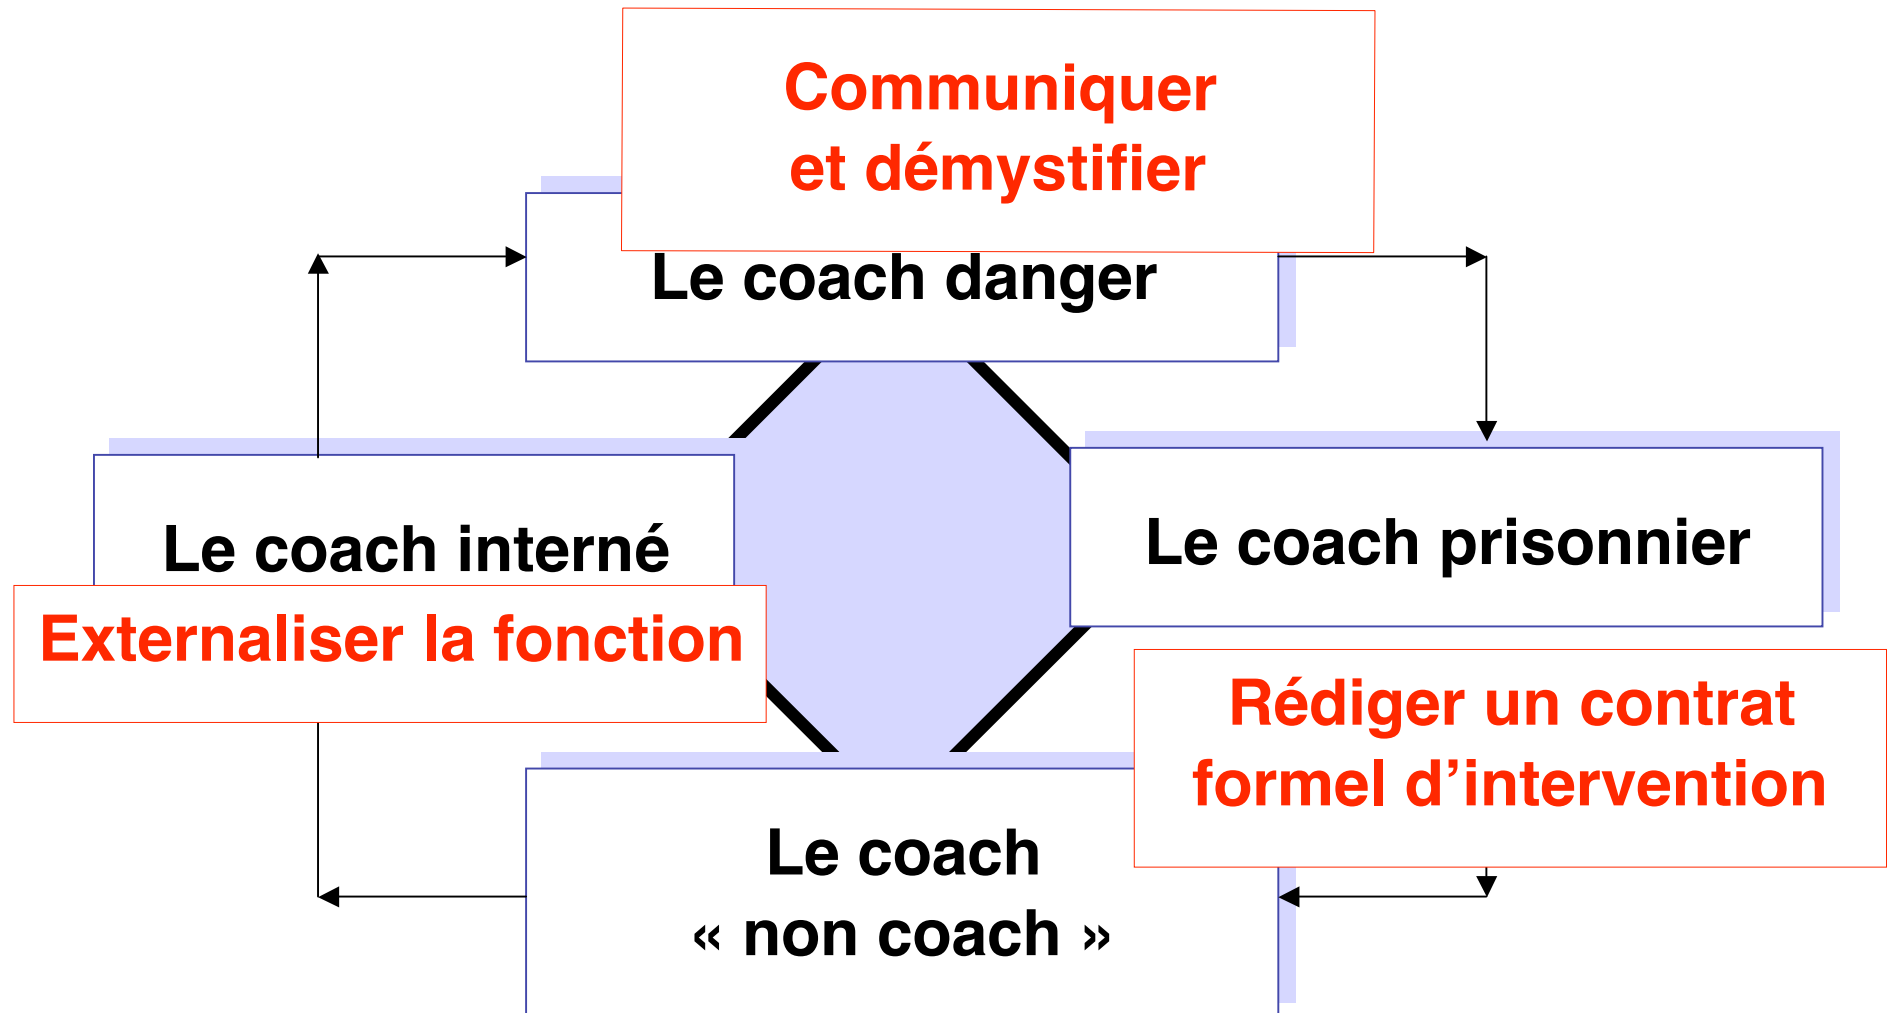 Communiquer
et démystifier
Le coach danger
Le coach interné
Externaliser la fonction
Le coach prisonnier
Rédiger un contrat
formel d’intervention
Le coach
« non coach »